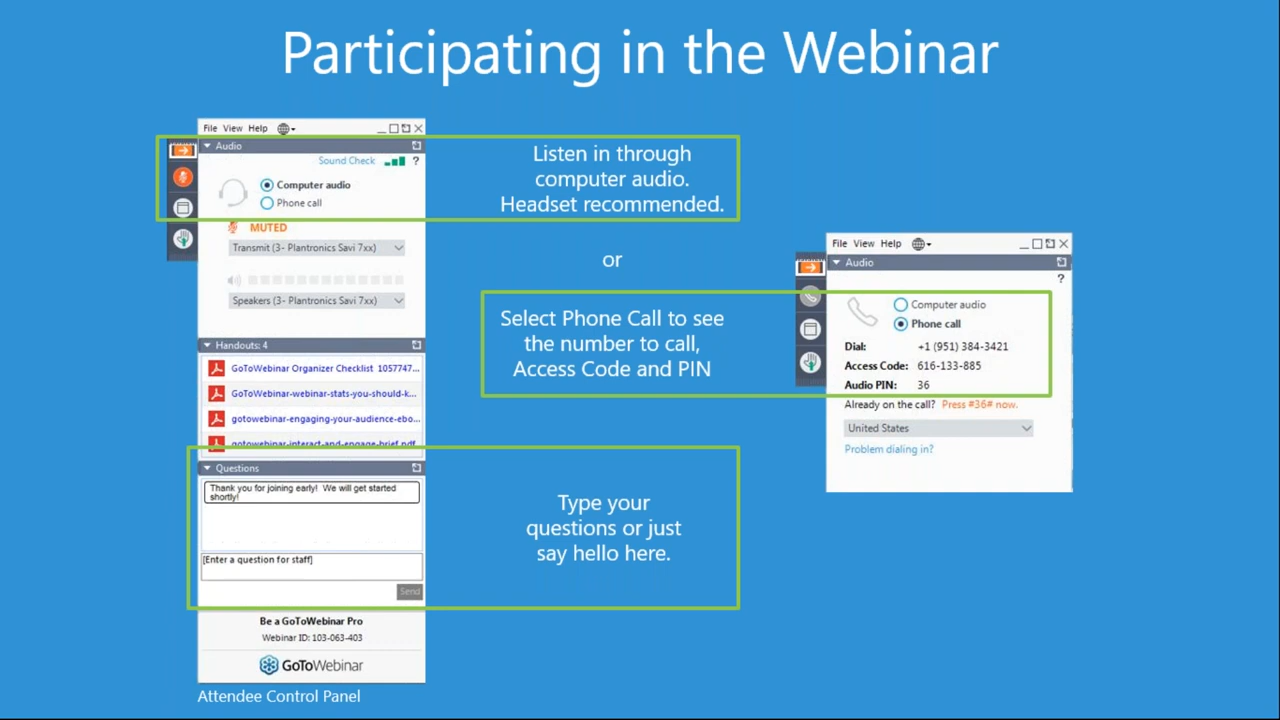 Participating in the Webinar
File View Help
Audio
Sound Check ?
Computer audio
Phone call
MUTED
Transmit (3- Plantronics Savi 7xx)
Speakers (3- Plantronics Savi 7xx)
Handouts: 4
GoToWebinar Organizer Checklist 1057747...
GoToWebinar-webinar-stats-you-should-k...
gotowebinar-engaging-your-audience-ebo...
gotowebinar-interact-and-engage-brief.pdf
Questions
Thank you for joining early! We will get started
shortly!
[Enter a question for staff]
Send
Be a GoToWebinar Pro
Webinar ID: 103-063-403
GoToWebinar
Attendee Control Panel
Listen in through
computer audio.
Headset recommended.
or
Select Phone Call to see
the number to call,
Access Code and PIN
Type your
questions or just
say hello here.
File View Help
Audio
?
Computer audio
Phone call
Dial: +1 (951) 384-3421
Access Code: 616-133-885
Audio PIN: 36
Already on the call? Press #36# now.
United States
Problem dialing in?